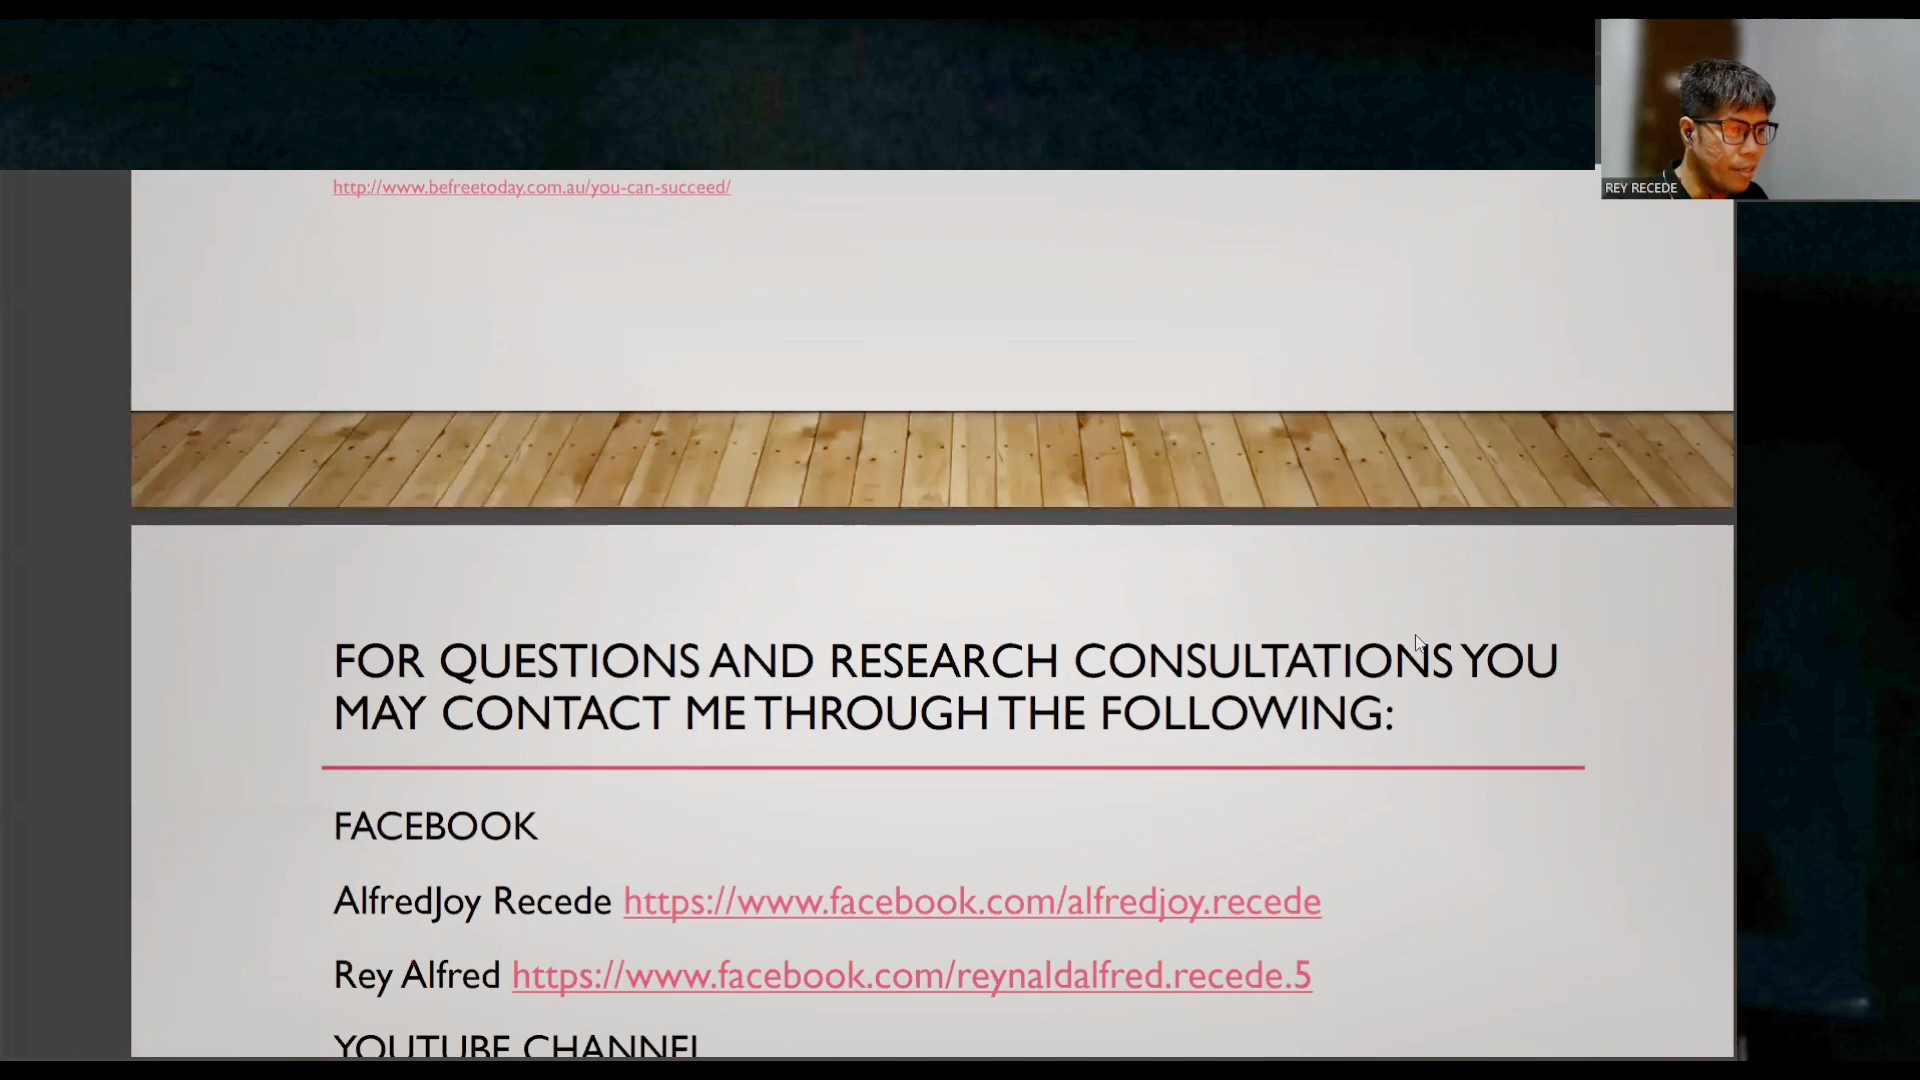 http://www.befreetoday.com.au/you-can-succeed/
REY RECEDE
FOR QUESTIONS AND RESEARCH CONSULTATIONS YOU
MAY CONTACT ME THROUGH THE FOLLOWING:
FACEBOOK
AlfredJoy Recede https://www.facebook.com/alfredjoy.recede
Rey Alfred https://www.facebook.com/reynaldalfred.recede.5
YOUTUBE CHANNEL